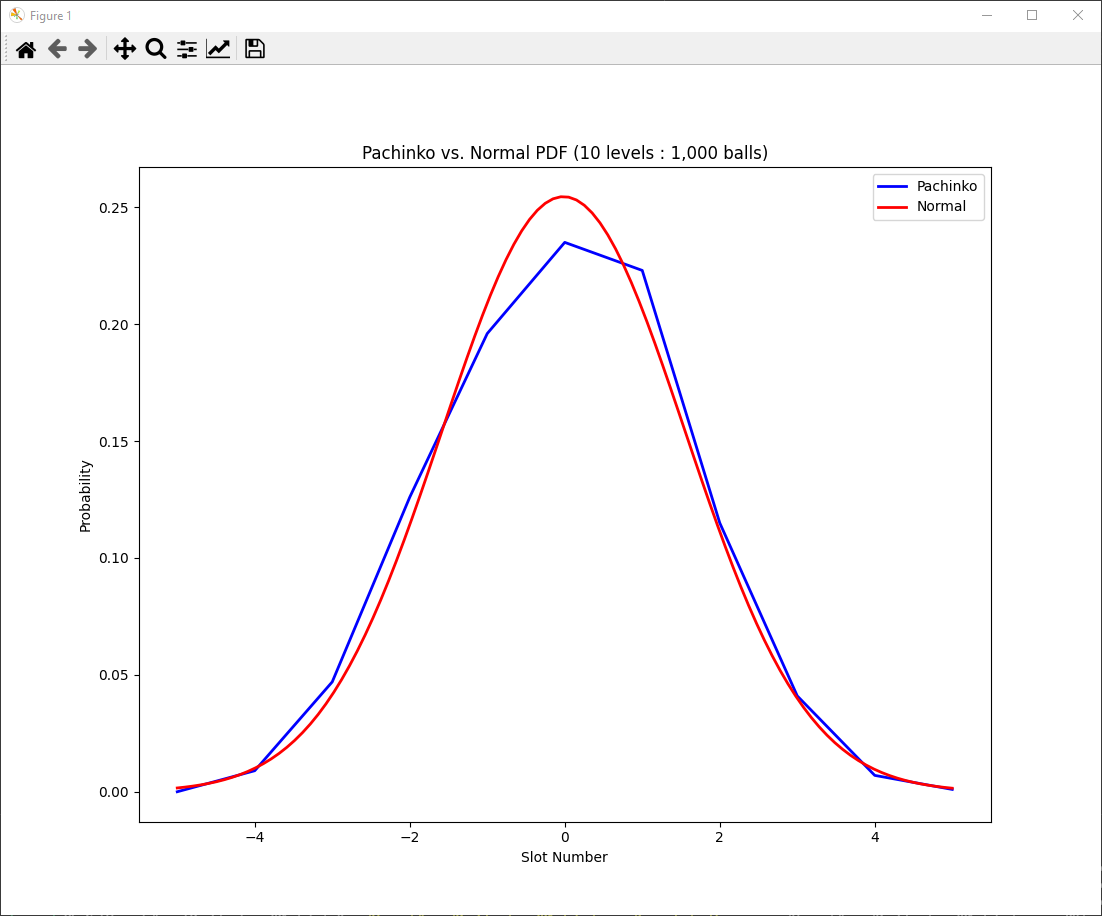 Figure 1
Pachinko vs. Normal PDF (10 levels : 1,000 balls)
Pachinko
Normal
0.25
0.20
0.15
0.10
0.05
0.00
Probability
−4
−2
0
2
4
Slot Number